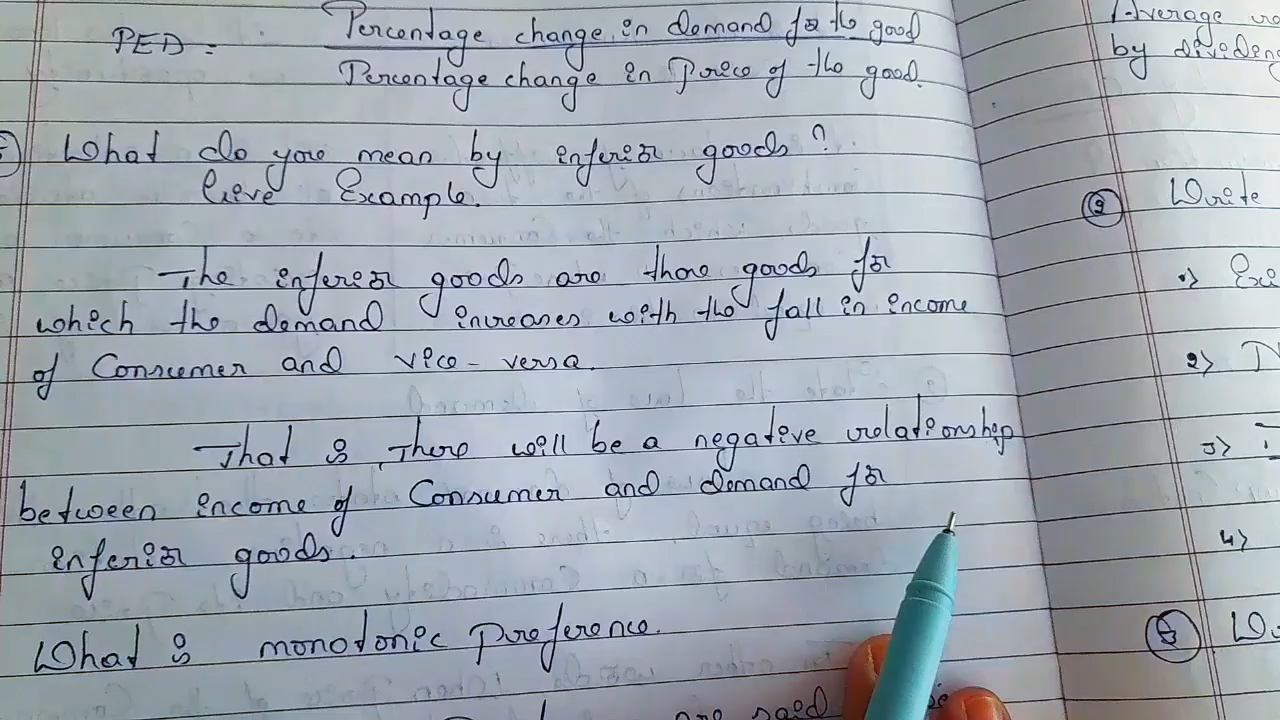 PED = Percentage change in demand for the good
Percentage change in Price of the good.
What do you mean by inferior goods?
Give Example.
The inferior goods are those goods for
which the demand increases with the fall in income
of Consumer and vice-versa.
That is, There will be a negative relationship
between income of Consumer and demand for
inferior goods.
What is monotonic Preference.
are said
Average
by
9
Write
1>
2>
3>
4>